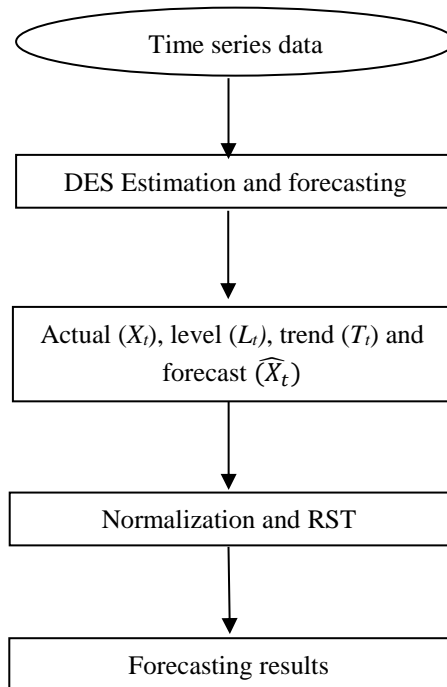 Time series data
DES Estimation and forecasting
Actual (Xₜ), level (Lₜ), trend (Tₜ) and
forecast (X̂ₜ)
Normalization and RST
Forecasting results